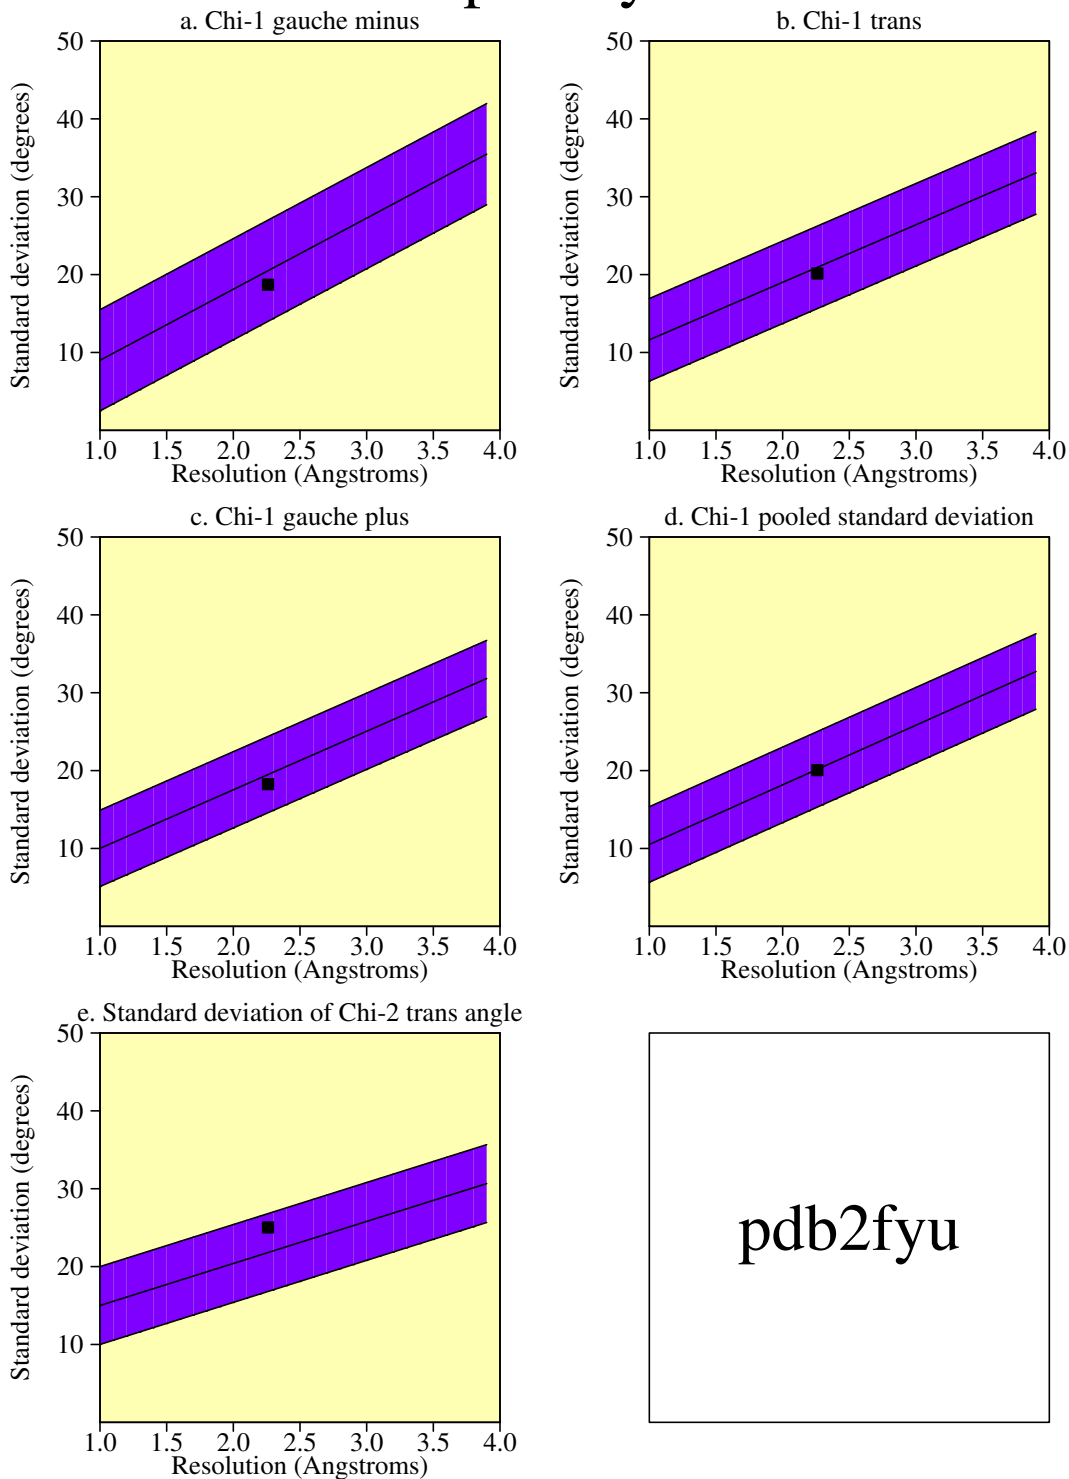 a. Chi-1 gauche minus
50
40
30
20
10
Standard deviation (degrees)
1.0 1.5 2.0 2.5 3.0 3.5 4.0
Resolution (Angstroms)
b. Chi-1 trans
50
40
30
20
10
Standard deviation (degrees)
1.0 1.5 2.0 2.5 3.0 3.5 4.0
Resolution (Angstroms)
c. Chi-1 gauche plus
50
40
30
20
10
Standard deviation (degrees)
1.0 1.5 2.0 2.5 3.0 3.5 4.0
Resolution (Angstroms)
d. Chi-1 pooled standard deviation
50
40
30
20
10
Standard deviation (degrees)
1.0 1.5 2.0 2.5 3.0 3.5 4.0
Resolution (Angstroms)
e. Standard deviation of Chi-2 trans angle
50
40
30
20
10
Standard deviation (degrees)
1.0 1.5 2.0 2.5 3.0 3.5 4.0
Resolution (Angstroms)
pdb2fyu